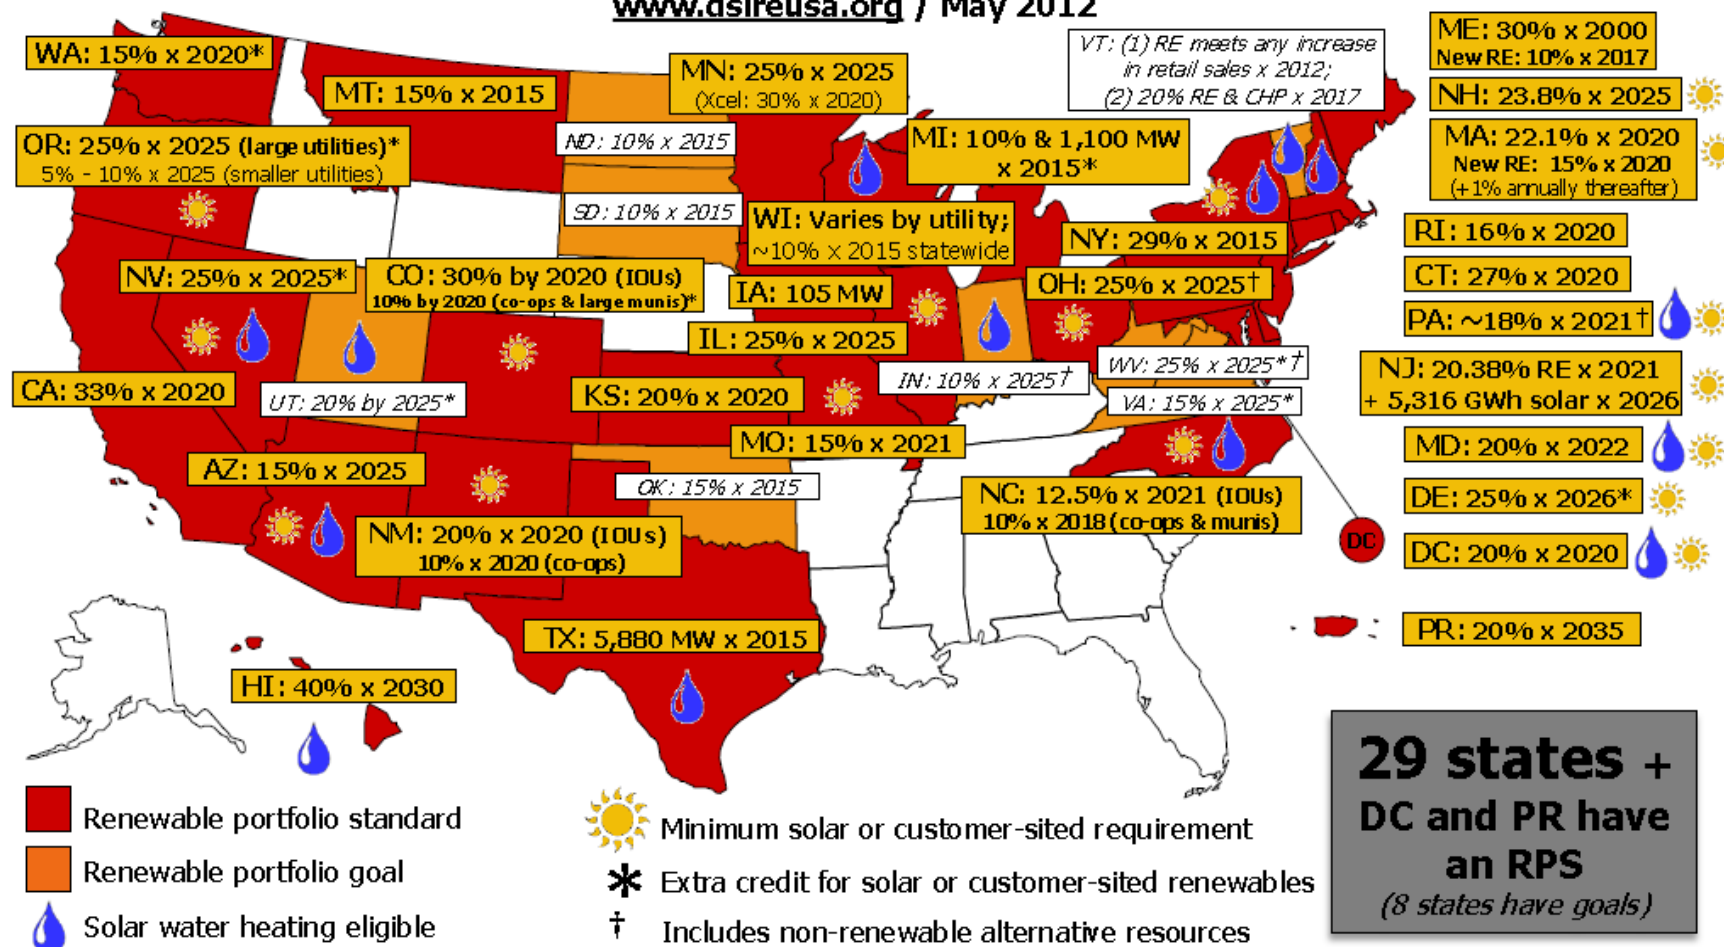 www.dsireusa.org / May 2012
WA: 15% x 2020*
MT: 15% x 2015
MN: 25% x 2025
(Xcel: 30% x 2020)
VT: (1) RE meets any increase
in retail sales x 2012;
(2) 20% RE & CHP x 2017
ME: 30% x 2000
New RE: 10% x 2017
NH: 23.8% x 2025
OR: 25% x 2025 (large utilities)*
5% - 10% x 2025 (smaller utilities)
ND: 10% x 2015
MI: 10% & 1,100 MW
x 2015*
MA: 22.1% x 2020
New RE: 15% x 2020
(+1% annually thereafter)
SD: 10% x 2015
WI: Varies by utility;
~10% x 2015 statewide
NY: 29% x 2015
RI: 16% x 2020
NV: 25% x 2025*
CO: 30% by 2020 (IOUs)
10% by 2020 (co-ops & large munis)*
IA: 105 MW
OH: 25% x 2025†
CT: 27% x 2020
IL: 25% x 2025
PA: ~18% x 2021†
CA: 33% x 2020
UT: 20% by 2025*
KS: 20% x 2020
IN: 10% x 2025†
WV: 25% x 2025*†
VA: 15% x 2025*
NJ: 20.38% RE x 2021
+ 5,316 GWh solar x 2026
MO: 15% x 2021
MD: 20% x 2022
AZ: 15% x 2025
OK: 15% x 2015
NC: 12.5% x 2021 (IOUs)
10% x 2018 (co-ops & munis)
DE: 25% x 2026*
NM: 20% x 2020 (IOUs)
10% x 2020 (co-ops)
DC
DC: 20% x 2020
TX: 5,880 MW x 2015
PR: 20% x 2035
HI: 40% x 2030
29 states +
DC and PR have
an RPS
(8 states have goals)
Renewable portfolio standard
Renewable portfolio goal
Solar water heating eligible
Minimum solar or customer-sited requirement
* Extra credit for solar or customer-sited renewables
† Includes non-renewable alternative resources